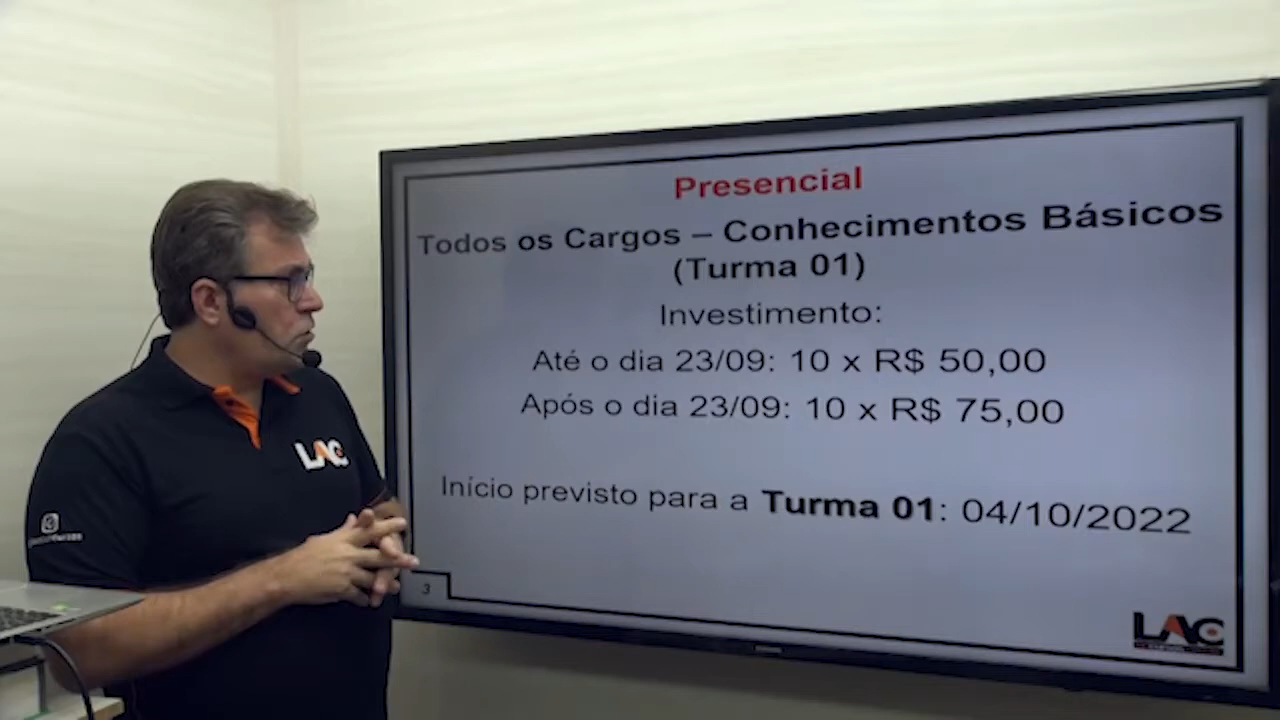 Presencial
Todos os Cargos – Conhecimentos Básicos
(Turma 01)
Investimento:
Até o dia 23/09: 10 x R$ 50,00
Após o dia 23/09: 10 x R$ 75,00
Início previsto para a Turma 01: 04/10/2022
3
LAC
LAC